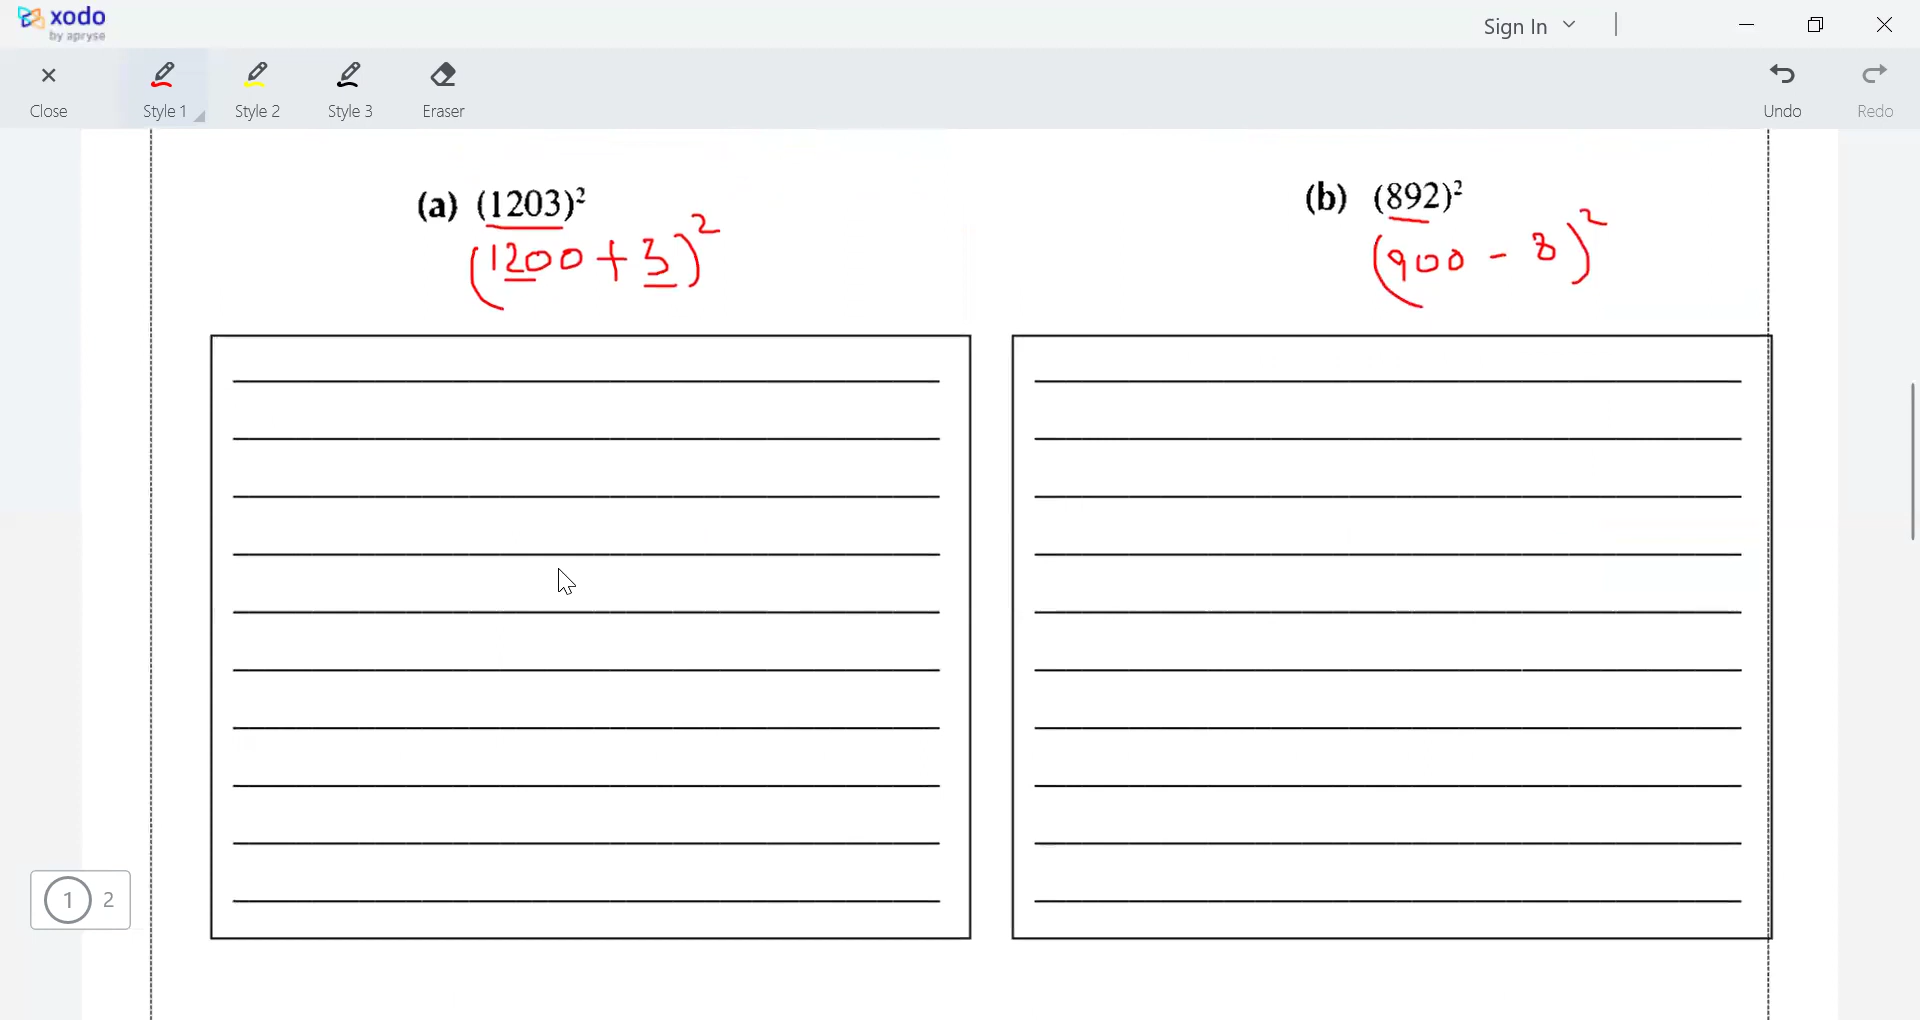 xodo
by apryse
Sign In
Close
Style 1
Style 2
Style 3
Eraser
Undo
Redo
(a) (1203)²
(1200 + 3)²
(b) (892)²
(900 - 8)²
1 2